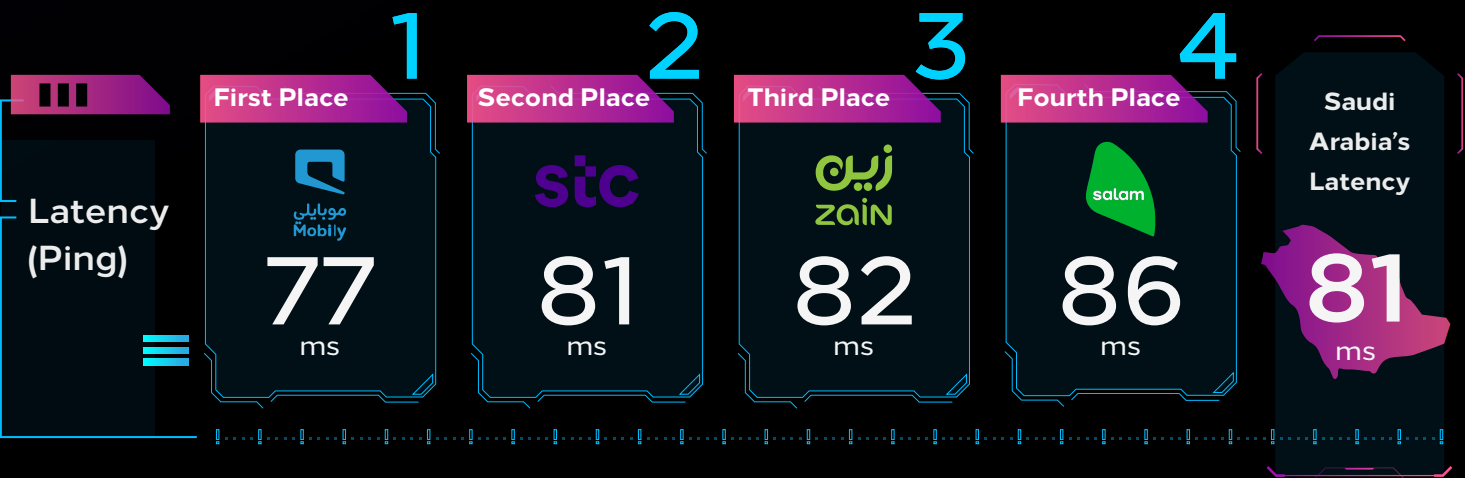 Latency
(Ping)
1
First Place
موبايلي
Mobily
77
ms
2
Second Place
stc
81
ms
3
Third Place
زين
zain
82
ms
4
Fourth Place
salam
86
ms
Saudi
Arabia’s
Latency
81
ms